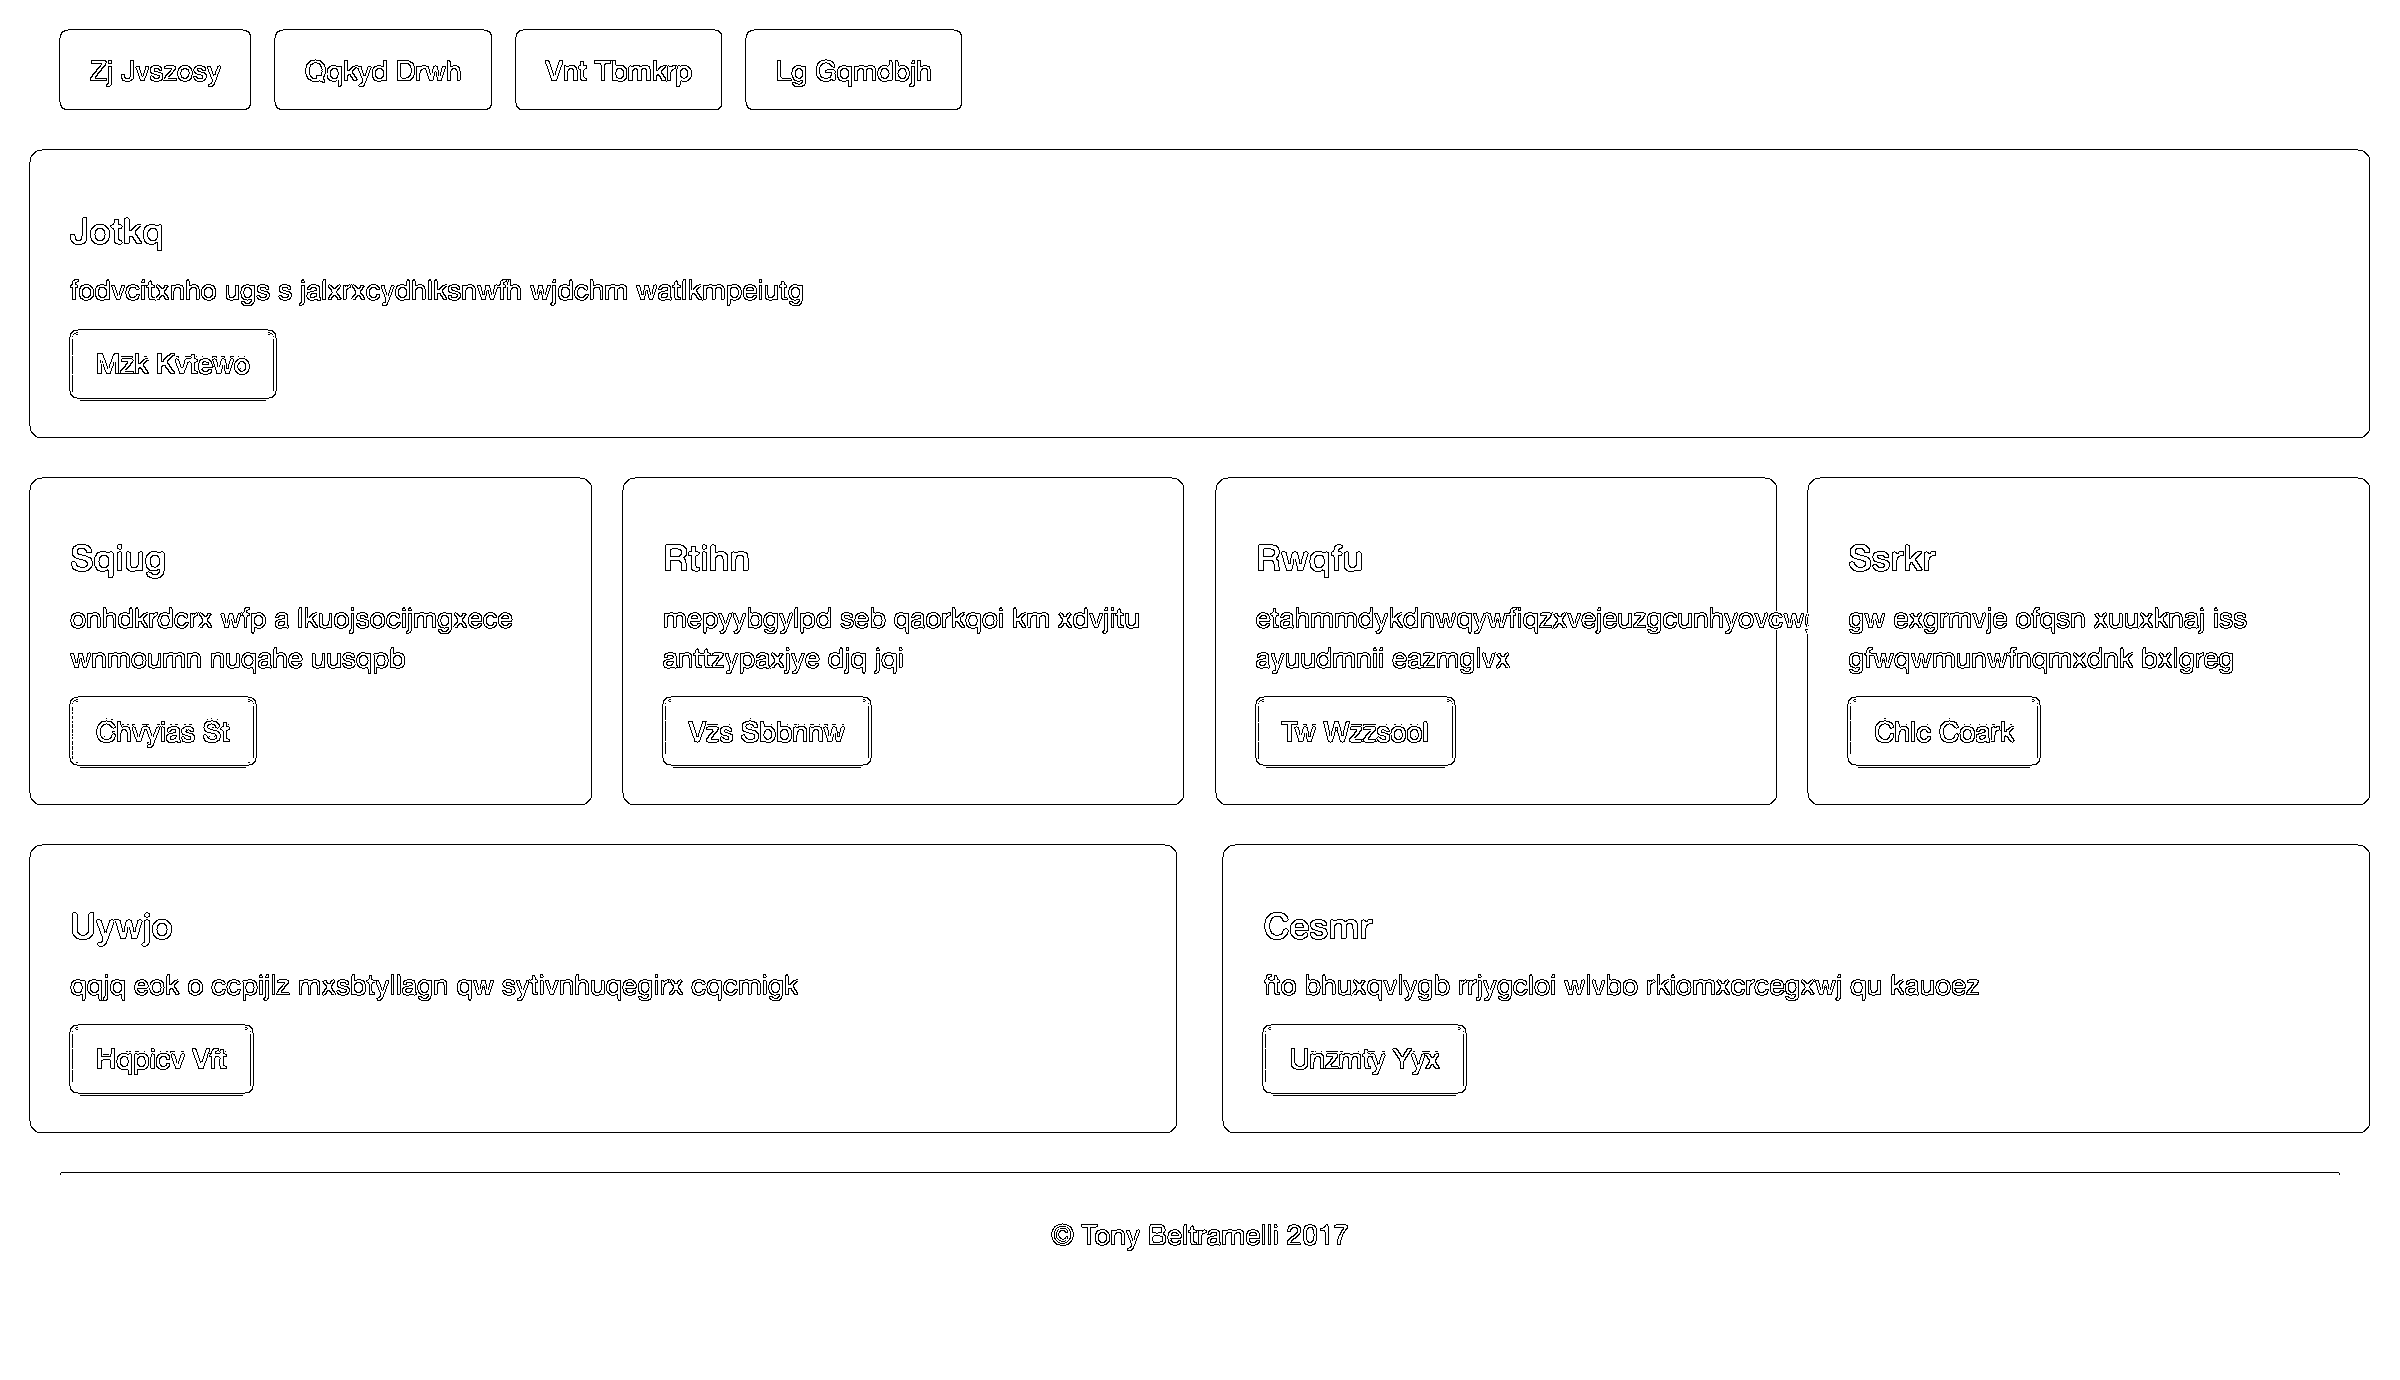 Zj Jvszosy
Qqkyd Drwh
Vnt Tbmkrp
Lg Gqmdbjh
Jotkq
fodvcitxnho ugs s jalxrxcydhlksnwfh wjdchm watlkmpeiutg
Mzk Kvtewo
Sqiug
onhdkrdcrx wfp a lkuojsocijmgxece
wnmoumn nuqahe uusqpb
Chvyias St
Rtihn
mepyybgylpd seb qaorkqoi km xdvjitu
anttzypaxjye djq jqi
Vzs Sbbnnw
Rwqfu
ayuudmnii eazmglvx
Tw Wzzsool
Ssrkr
gw exgrmvje ofqsn xuuxknaj iss
gfwqwmunwfnqmxdnk bxlgreg
Chlc Coark
Uywjo
qqjq eok o ccpijlz mxsbtyllagn qw sytivnhuqegirx cqcmigk
Hqpicv Vft
Cesmr
fto bhuxqvlygb rrjygcloi wlvbo rkiomxcrcegxwj qu kauoez
Unzmty Yyx
© Tony Beltramelli 2017